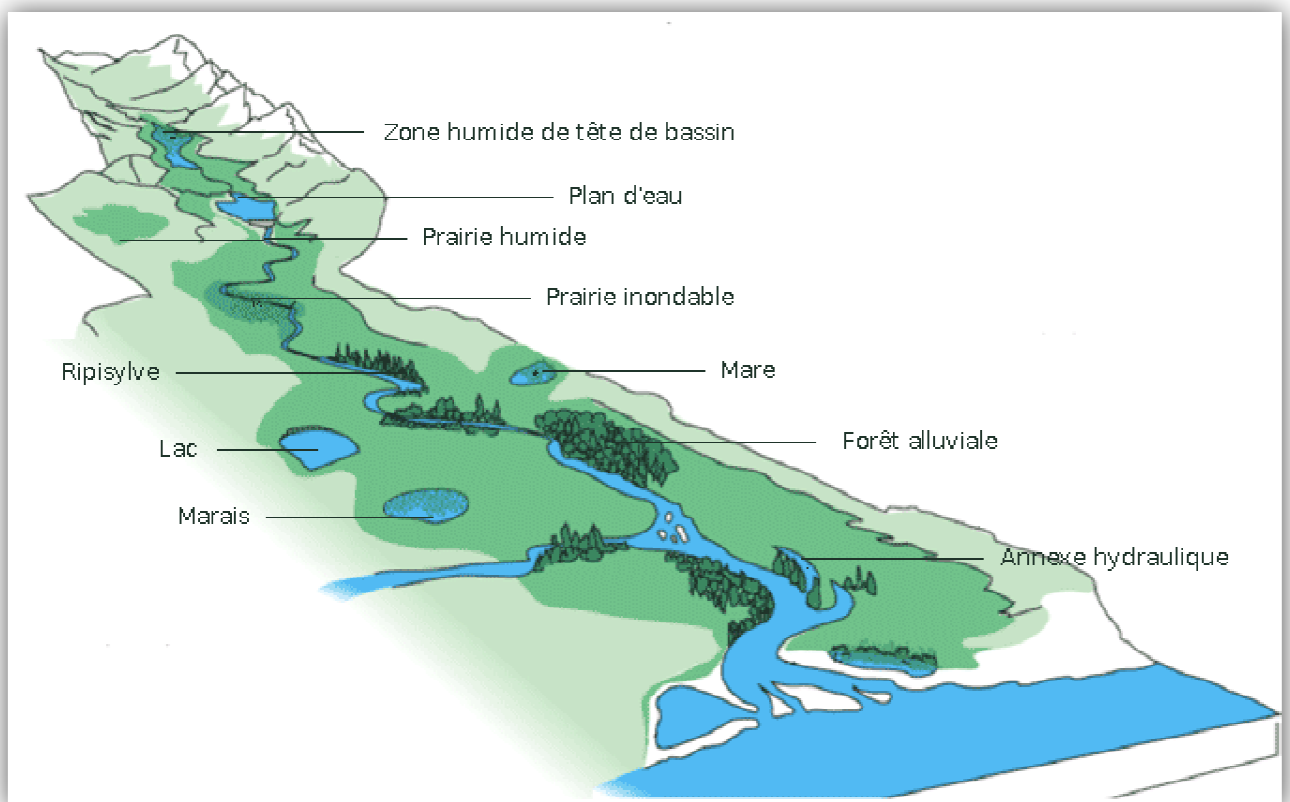 Zone humide de tête de bassin
Plan d'eau
Prairie humide
Prairie inondable
Ripisylve
Mare
Lac
Forêt alluviale
Marais
Annexe hydraulique